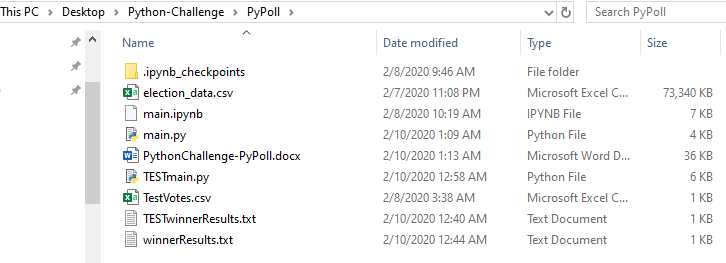 This PC > Desktop > Python-Challenge > PyPoll > Search PyPoll
Name Date modified Type Size
.ipynb_checkpoints 2/8/2020 9:46 AM File folder
election_data.csv 2/7/2020 11:08 PM Microsoft Excel C... 73,340 KB
main.ipynb 2/8/2020 10:19 AM IPYNB File 7 KB
main.py 2/10/2020 1:09 AM Python File 4 KB
PythonChallenge-PyPoll.docx 2/10/2020 1:13 AM Microsoft Word D... 36 KB
TESTmain.py 2/10/2020 12:58 AM Python File 6 KB
TestVotes.csv 2/8/2020 3:38 AM Microsoft Excel C... 1 KB
TESTwinnerResults.txt 2/10/2020 12:40 AM Text Document 1 KB
winnerResults.txt 2/10/2020 12:44 AM Text Document 1 KB